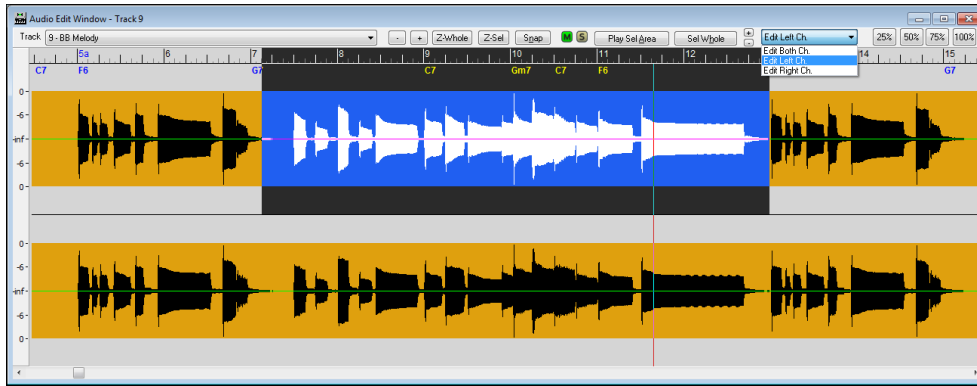 Audio Edit Window - Track 9
Track 9 - BB Melody - + Z-Whole Z-Sel Snap M S Play Sel Area Sel Whole + - Edit Left Ch. 25% 50% 75% 100%
Edit Both Ch.
Edit Left Ch.
Edit Right Ch.
5a 6 7 8 9 10 11 12 14 15
C7 F6 G7 C7 Gm7 C7 F6 G7
0-
-6-
-inf-
-6-
0-
0-
-6-
-inf-
-6-
0-